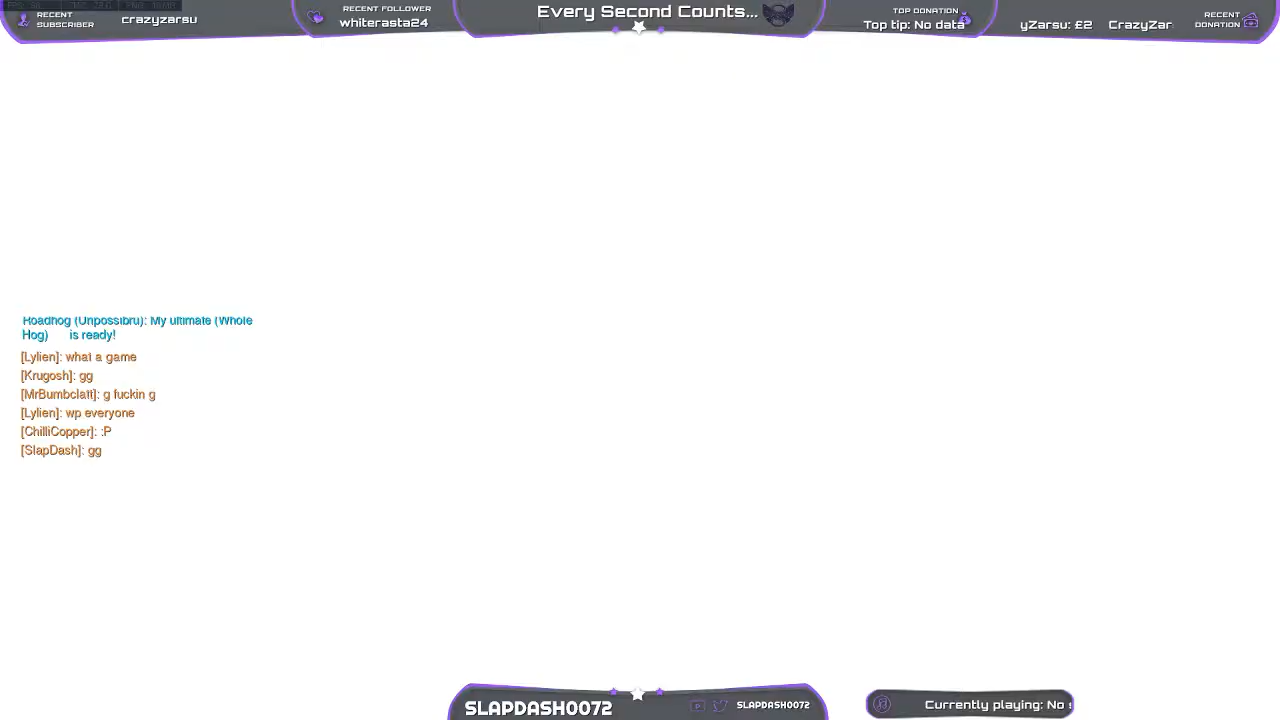 RECENT
SUBSCRIBER
crazyzarsu
RECENT FOLLOWER
whiterasta24
Every Second Counts...
TOP DONATION
Top tip: No data
yZarsu: £2 CrazyZar
RECENT
DONATION
Roadhog (Unpossibru): My ultimate (Whole
Hog) is ready!
[Lylien]: what a game
[Krugosh]: gg
[MrBumbclatt]: g fuckin g
[Lylien]: wp everyone
[ChilliCopper]: :P
[SlapDash]: gg
SLAPDASH0072
SLAPDASH0072
Currently playing: No